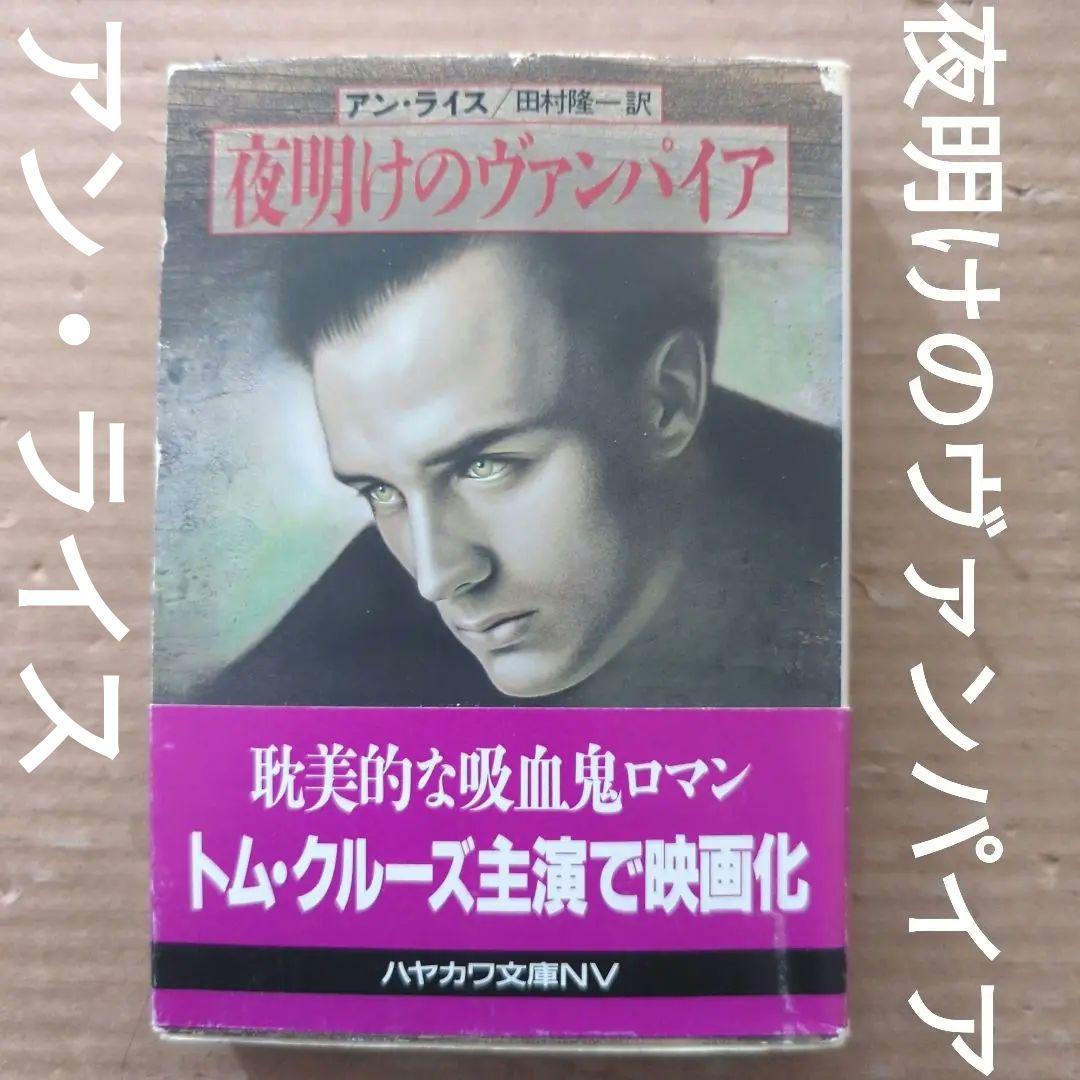 夜明けのヴァンパイア
アン・ライス
アン・ライス/田村隆一訳
夜明けのヴァンパイア
耽美的な吸血鬼ロマン
トム・クルーズ主演で映画化
ハヤカワ文庫NV